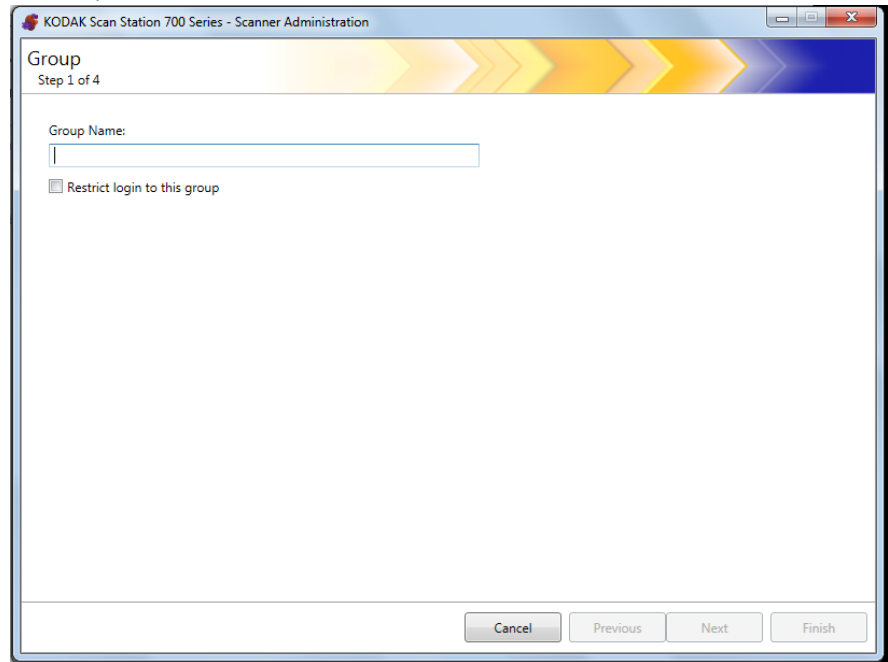 KODAK Scan Station 700 Series - Scanner Administration
Group
Step 1 of 4
Group Name:
Restrict login to this group
Cancel Previous Next Finish